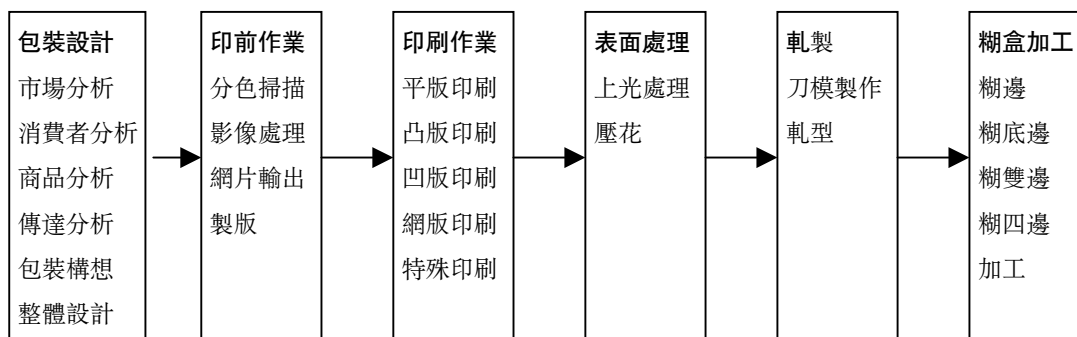 包裝設計
市場分析
消費者分析
商品分析
傳達分析
包裝構想
整體設計
印前作業
分色掃描
影像處理
網片輸出
製版
印刷作業
平版印刷
凸版印刷
凹版印刷
網版印刷
特殊印刷
表面處理
上光處理
壓花
軋製
刀模製作
軋型
糊盒加工
糊邊
糊底邊
糊雙邊
糊四邊
加工